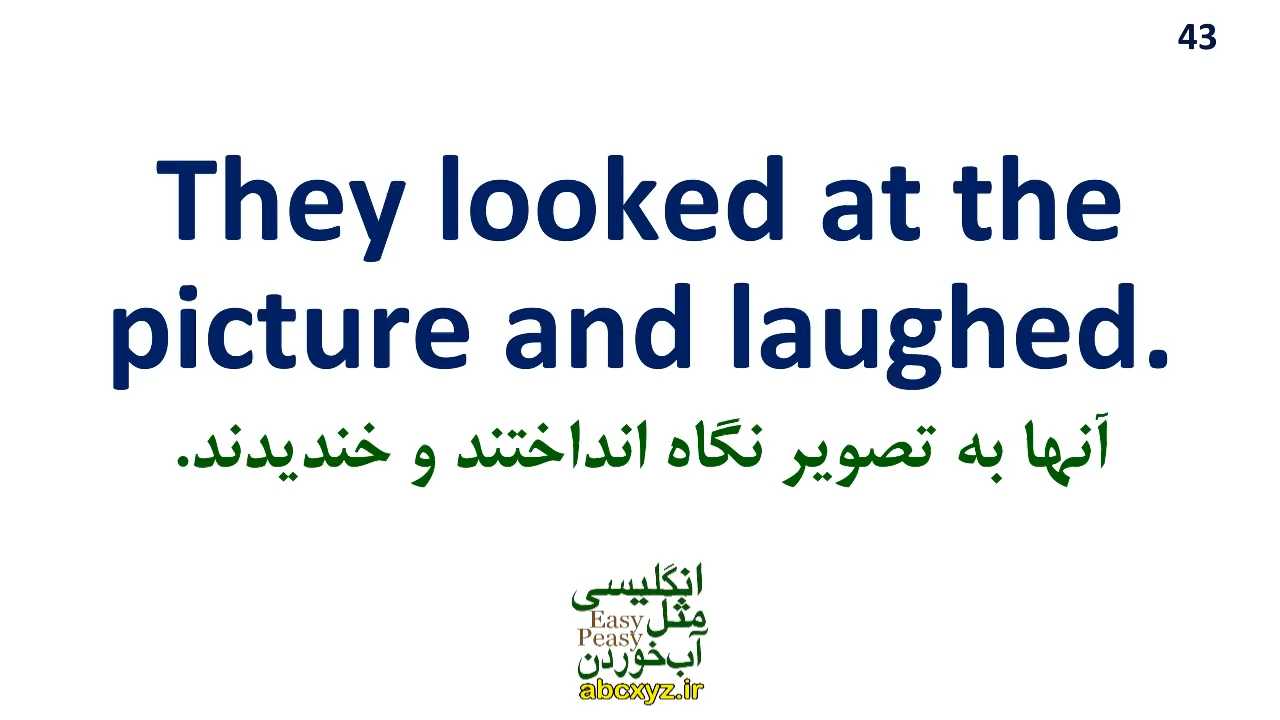 43
They looked at the
picture and laughed.
آنها به تصویر نگاه انداختند و خندیدند.
انگلیسی
مثل
Easy
Peasy
آب‌خوردن
abcxyz.ir